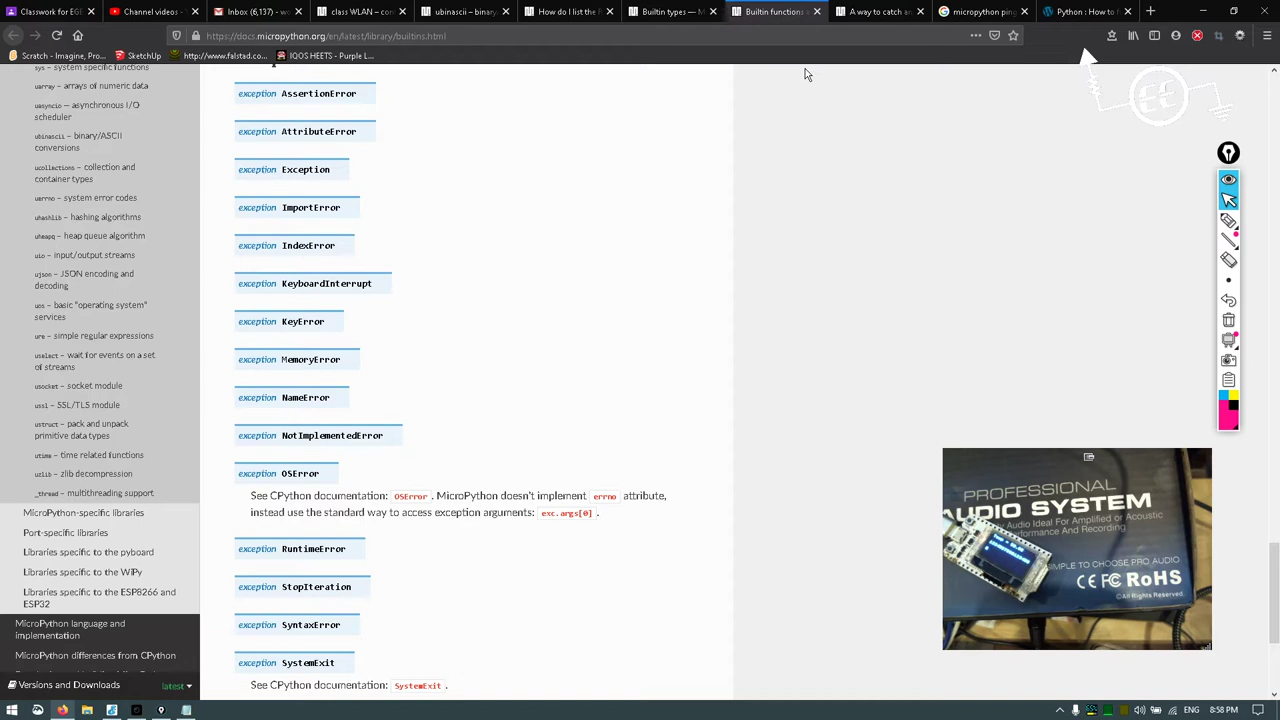 Classwork for EGE
Channel videos -
Inbox (6,137) - w
class WLAN – con
ubinascii – binary
How do I list the
Builtin types — M
Builtin functions
A way to catch an
micropython ping
Python : How to
https://docs.micropython.org/en/latest/library/builtins.html
Scratch - Imagine, Pro...
SketchUp
http://www.falstad.co...
IQOS HEETS - Purple L...
sys – system specific functions
uarray – arrays of numeric data
uasyncio — asynchronous I/O
scheduler
ubinascii – binary/ASCII
conversions
ucollections – collection and
container types
uerrno – system error codes
uhashlib – hashing algorithms
uheapq – heap queue algorithm
uio – input/output streams
ujson – JSON encoding and
decoding
uos – basic "operating system"
services
ure – simple regular expressions
uselect – wait for events on a set
of streams
usocket – socket module
ussl – SSL/TLS module
ustruct – pack and unpack
primitive data types
utime – time related functions
uzlib – zlib decompression
_thread – multithreading support
MicroPython-specific libraries
Port-specific libraries
Libraries specific to the pyboard
Libraries specific to the WiPy
Libraries specific to the ESP8266 and
ESP32
MicroPython language and
implementation
MicroPython differences from CPython
Versions and Documents
latest
exception AssertionError
exception AttributeError
exception Exception
exception ImportError
exception IndexError
exception KeyboardInterrupt
exception KeyError
exception MemoryError
exception NameError
exception NotImplementedError
exception OSError
See CPython documentation: OSError. MicroPython doesn't implement errno attribute,
instead use the standard way to access exception arguments: exc.args[0].
exception RuntimeError
exception StopIteration
exception SyntaxError
exception SystemExit
See CPython documentation: SystemExit.
PROFESSIONAL
AUDIO SYSTEM
Audio Ideal For Amplified or Acoustic
Performance And Recording
SIMPLE TO CHOOSE PRO AUDIO
CE FC RoHS
©All Rights Reserved.
ENG
8:58 PM